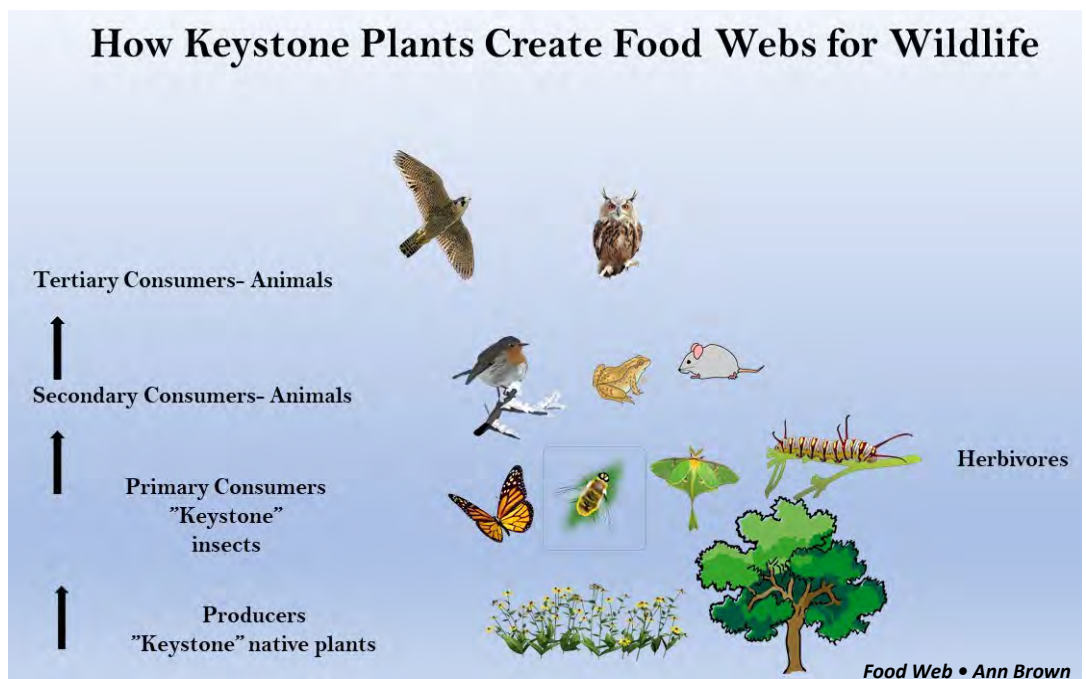 How Keystone Plants Create Food Webs for Wildlife
Tertiary Consumers- Animals
Secondary Consumers- Animals
Herbivores
Primary Consumers
"Keystone"
insects
Producers
"Keystone" native plants
Food Web • Ann Brown